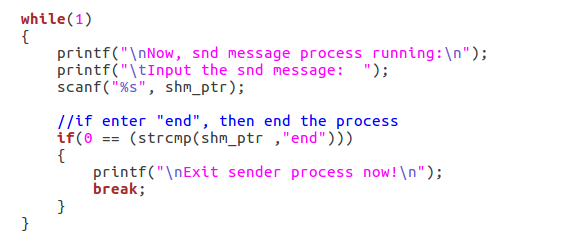 while(1)
{
    printf("\nNow, snd message process running:\n");
    printf("\tInput the snd message:  ");
    scanf("%s", shm_ptr);

    //if enter "end", then end the process
    if(0 == (strcmp(shm_ptr ,"end")))
    {
        printf("\nExit sender process now!\n");
        break;
    }
}